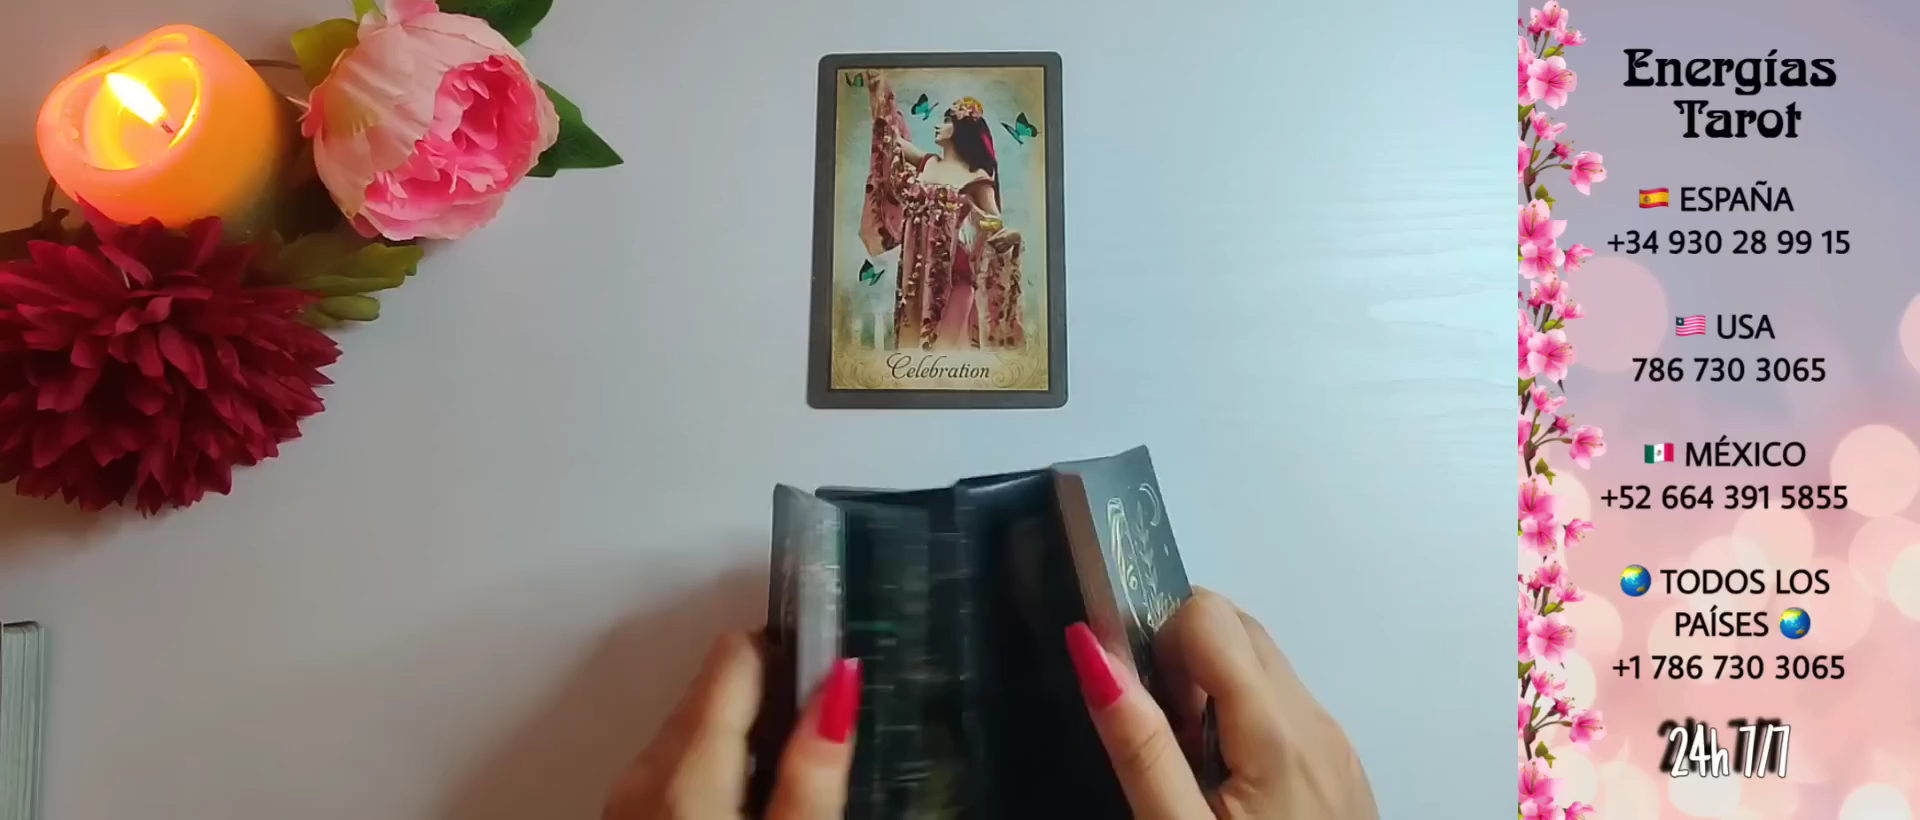 Celebration
Energías
Tarot
🇪🇸 ESPAÑA
+34 930 28 99 15
🇱🇷 USA
786 730 3065
🇲🇽 MÉXICO
+52 664 391 5855
🌏 TODOS LOS
PAÍSES 🌏
+1 786 730 3065
24h 7/7